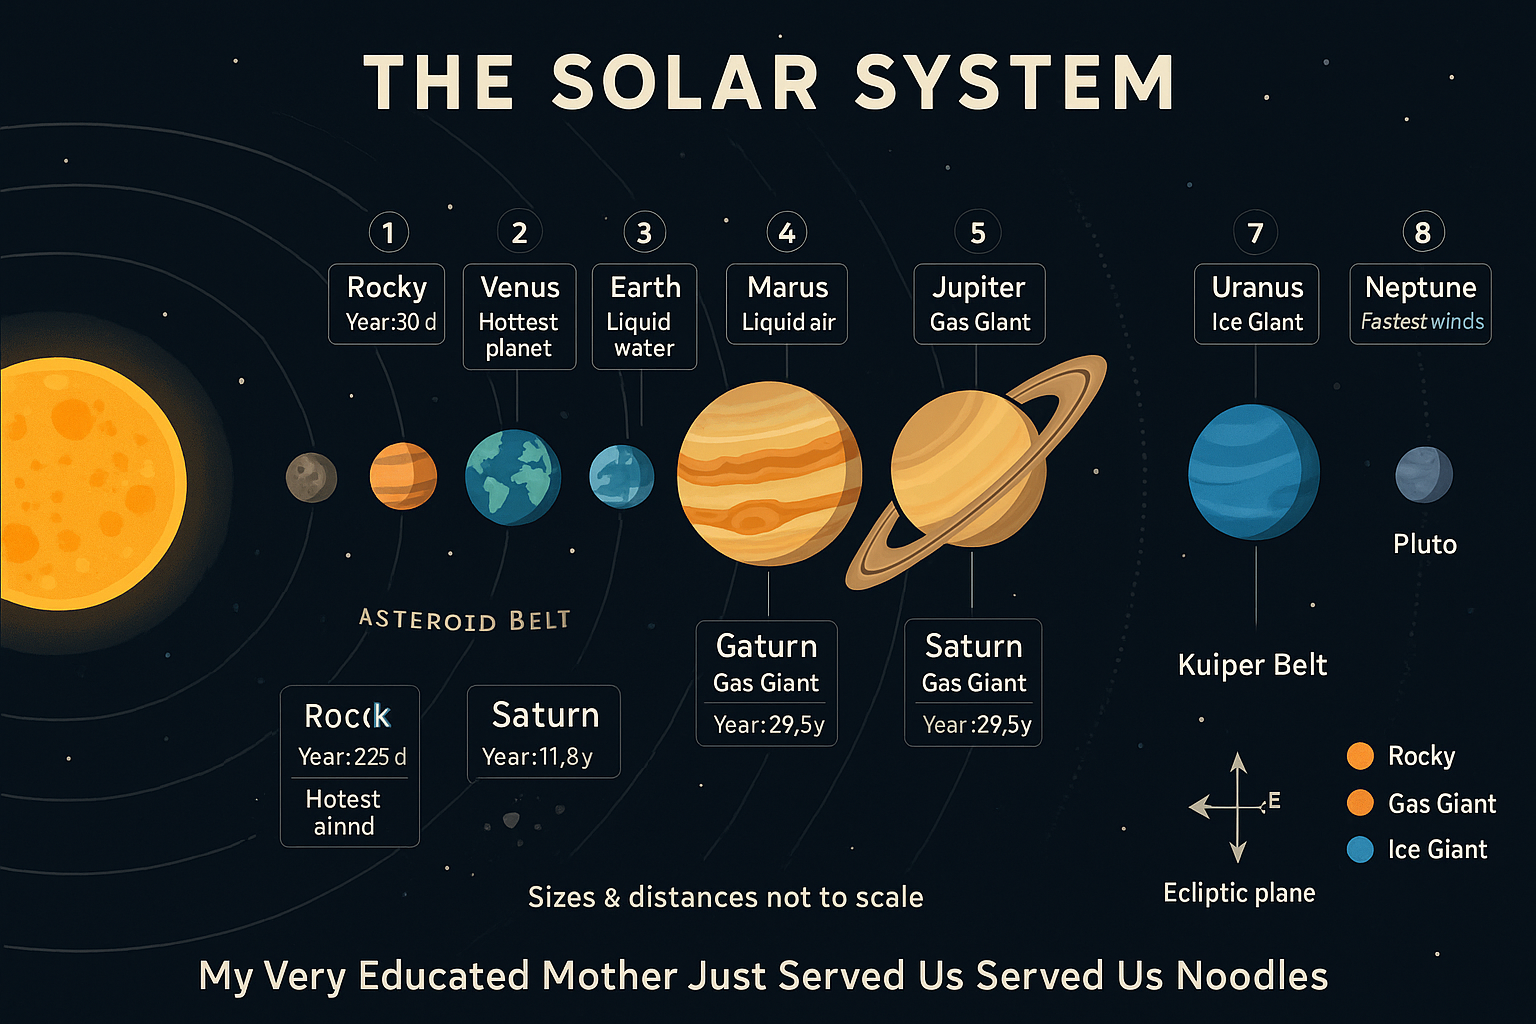 THE SOLAR SYSTEM
1
Rocky
Year:30 d
2
Venus
Hottest
planet
3
Earth
Liquid
water
4
Marus
Liquid air
5
Jupiter
Gas Glant
7
Uranus
Ice Glant
8
Neptune
Fastest winds
Pluto
ASTEROID BELT
Gaturn
Gas Giant
Year:29,5y
Saturn
Gas Giant
Year:29,5y
Kuiper Belt
Year:225 d
Hotest
ainnd
Saturn
Year:11,8y
E
Ecliptic plane
Rocky
Gas Giant
Ice Giant
Sizes & distances not to scale
My Very Educated Mother Just Served Us Served Us Noodles